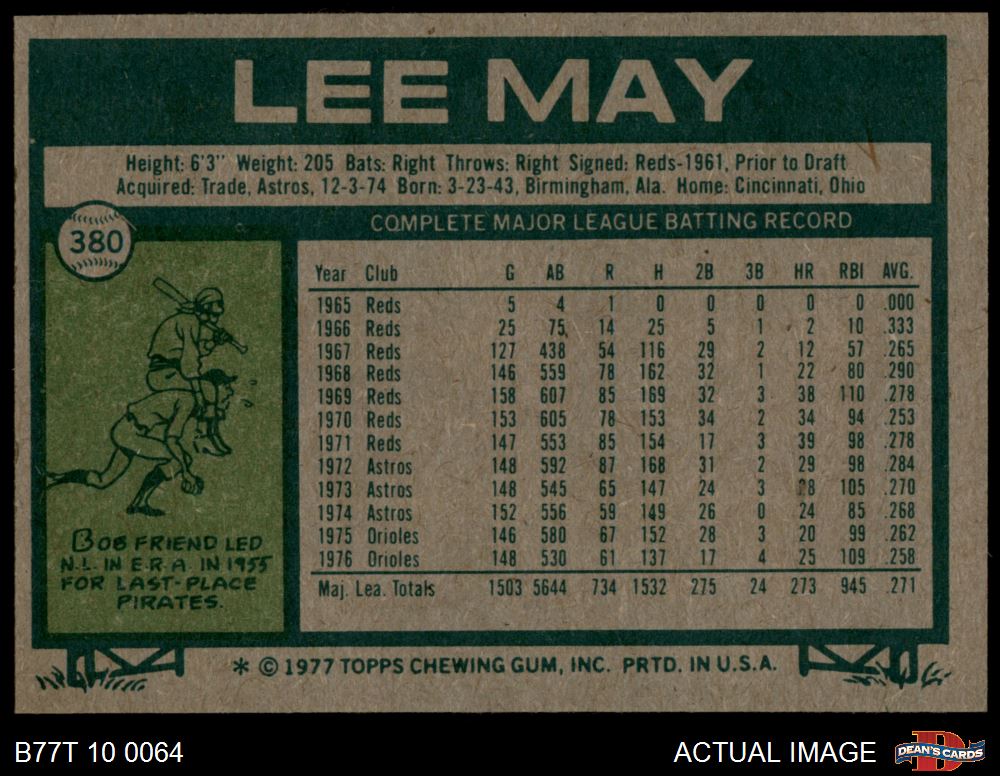 LEE MAY
Height: 6'3" Weight: 205 Bats: Right Throws: Right Signed: Reds-1961, Prior to Draft
Acquired: Trade, Astros, 12-3-74 Born: 3-23-43, Birmingham, Ala. Home: Cincinnati, Ohio
380
COMPLETE MAJOR LEAGUE BATTING RECORD
Year Club G AB R H 2B 3B HR RBI AVG.
1965 Reds 5 4 1 0 0 0 0 0 .000
1966 Reds 25 75 14 25 5 1 2 10 .333
1967 Reds 127 438 54 116 29 2 12 57 .265
1968 Reds 146 559 78 162 32 1 22 80 .290
1969 Reds 158 607 85 169 32 3 38 110 .278
1970 Reds 153 605 78 153 34 2 34 94 .253
1971 Reds 147 553 85 154 17 3 39 98 .278
1972 Astros 148 592 87 168 31 2 29 98 .284
1973 Astros 148 545 65 147 24 3 28 105 .270
1974 Astros 152 556 59 149 26 0 24 85 .268
1975 Orioles 146 580 67 152 28 3 20 99 .262
1976 Orioles 148 530 61 137 17 4 25 109 .258
Maj. Lea. Totals 1503 5644 734 1532 275 24 273 945 .271
BOB FRIEND LED
N.L. IN E.R.A. IN 1955
FOR LAST-PLACE
PIRATES.
* © 1977 TOPPS CHEWING GUM, INC. PRTD. IN U.S.A.
B77T 10 0064
ACTUAL IMAGE
D
DEAN'S CARDS